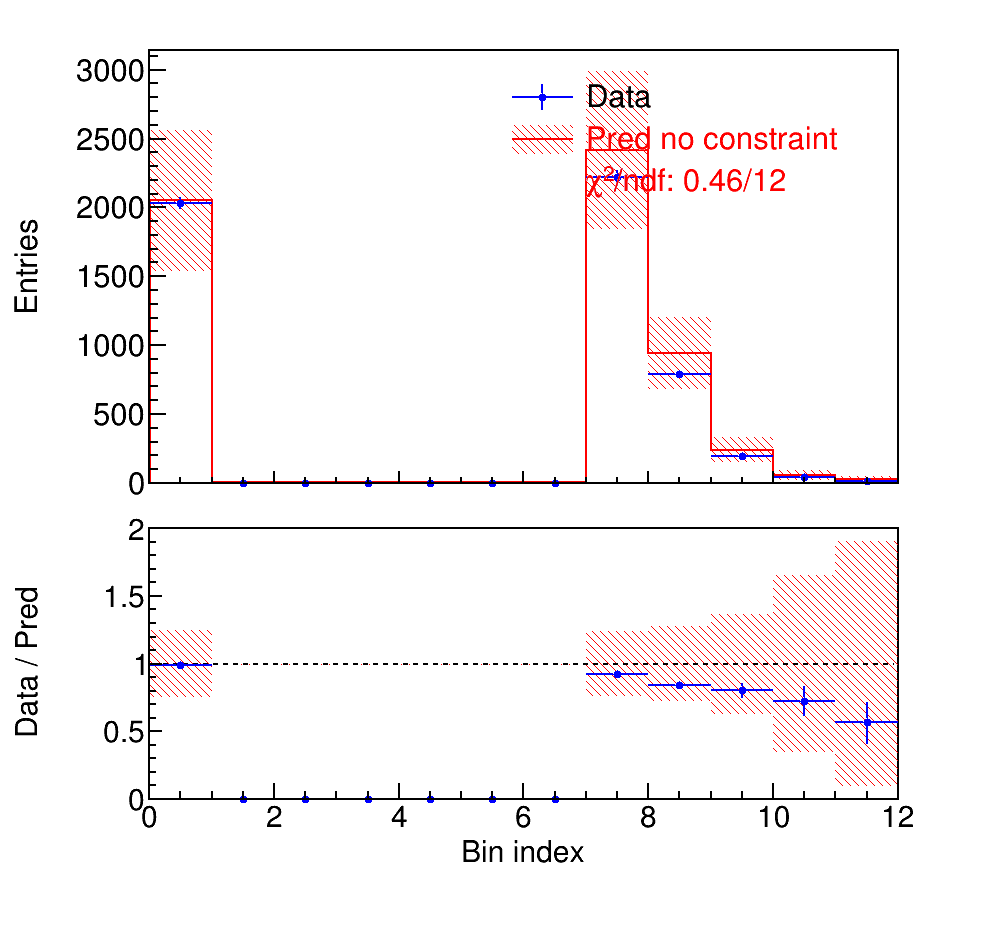 3000
2500
2000
1500
1000
500
0
Entries
Data
Pred no constraint
χ²/ndf: 0.46/12
2
1.5
1
0.5
0
Data / Pred
0 2 4 6 8 10 12
Bin index